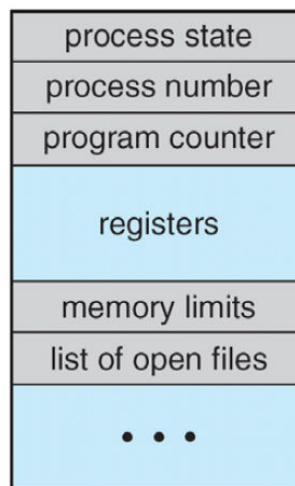 process state
process number
program counter
registers
memory limits
list of open files
• • •